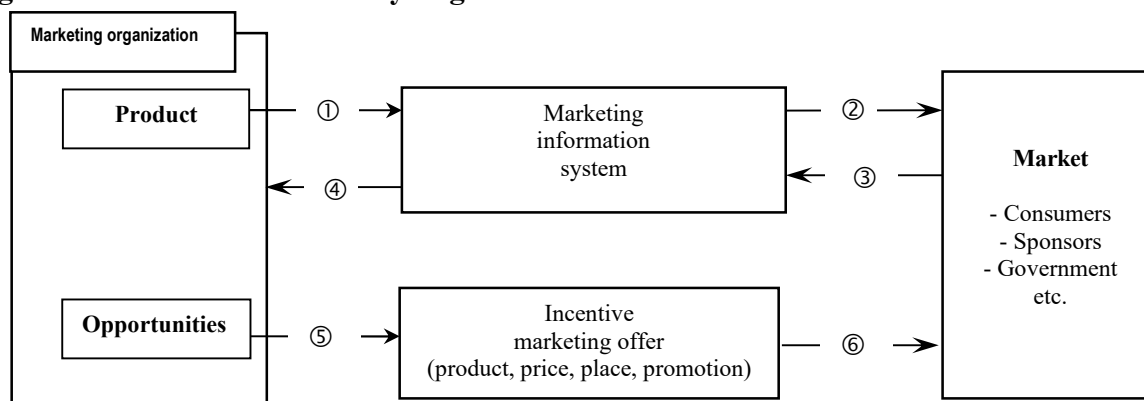 Marketing organization
Product
①
Marketing
information
system
②
Market
③
④
- Consumers
- Sponsors
- Government
etc.
Opportunities
⑤
Incentive
marketing offer
(product, price, place, promotion)
⑥